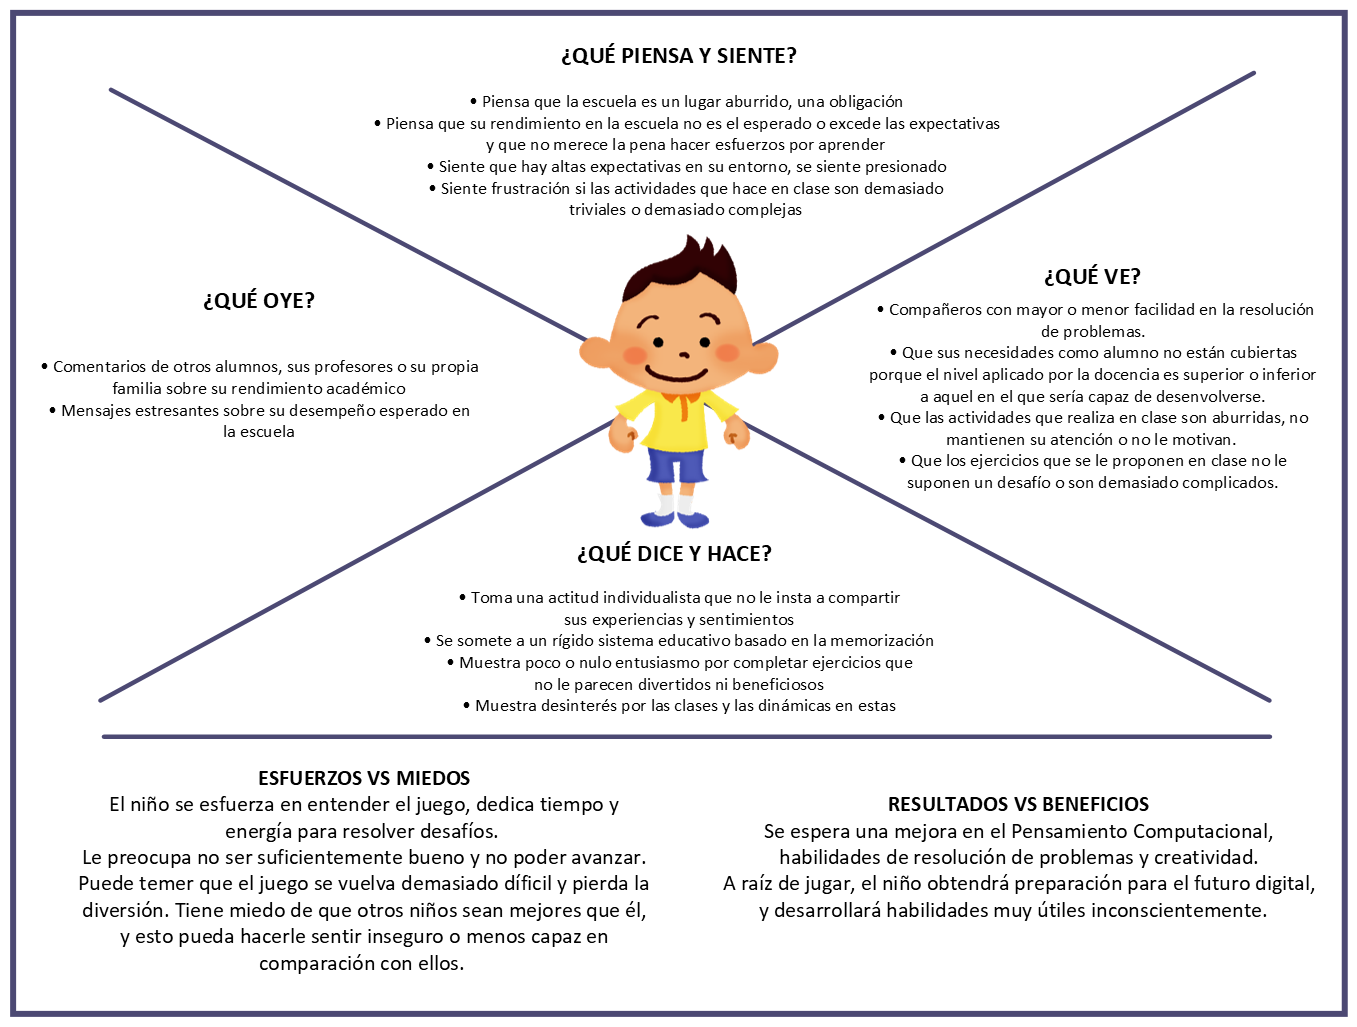 ¿QUÉ PIENSA Y SIENTE?
• Piensa que la escuela es un lugar aburrido, una obligación
• Piensa que su rendimiento en la escuela no es el esperado o excede las expectativas
y que no merece la pena hacer esfuerzos por aprender
• Siente que hay altas expectativas en su entorno, se siente presionado
• Siente frustración si las actividades que hace en clase son demasiado
triviales o demasiado complejas
¿QUÉ OYE?
• Comentarios de otros alumnos, sus profesores o su propia
familia sobre su rendimiento académico
• Mensajes estresantes sobre su desempeño esperado en
la escuela
¿QUÉ VE?
• Compañeros con mayor o menor facilidad en la resolución
de problemas.
• Que sus necesidades como alumno no están cubiertas
porque el nivel aplicado por la docencia es superior o inferior
a aquel en el que sería capaz de desenvolverse.
• Que las actividades que realiza en clase son aburridas, no
mantienen su atención o no le motivan.
• Que los ejercicios que se le proponen en clase no le
suponen un desafío o son demasiado complicados.
¿QUÉ DICE Y HACE?
• Toma una actitud individualista que no le insta a compartir
sus experiencias y sentimientos
• Se somete a un rígido sistema educativo basado en la memorización
• Muestra poco o nulo entusiasmo por completar ejercicios que
no le parecen divertidos ni beneficiosos
• Muestra desinterés por las clases y las dinámicas en estas
ESFUERZOS VS MIEDOS
El niño se esfuerza en entender el juego, dedica tiempo y
energía para resolver desafíos.
Le preocupa no ser suficientemente bueno y no poder avanzar.
Puede temer que el juego se vuelva demasiado díficil y pierda la
diversión. Tiene miedo de que otros niños sean mejores que él,
y esto pueda hacerle sentir inseguro o menos capaz en
comparación con ellos.
RESULTADOS VS BENEFICIOS
Se espera una mejora en el Pensamiento Computacional,
habilidades de resolución de problemas y creatividad.
A raíz de jugar, el niño obtendrá preparación para el futuro digital,
y desarrollará habilidades muy útiles inconscientemente.